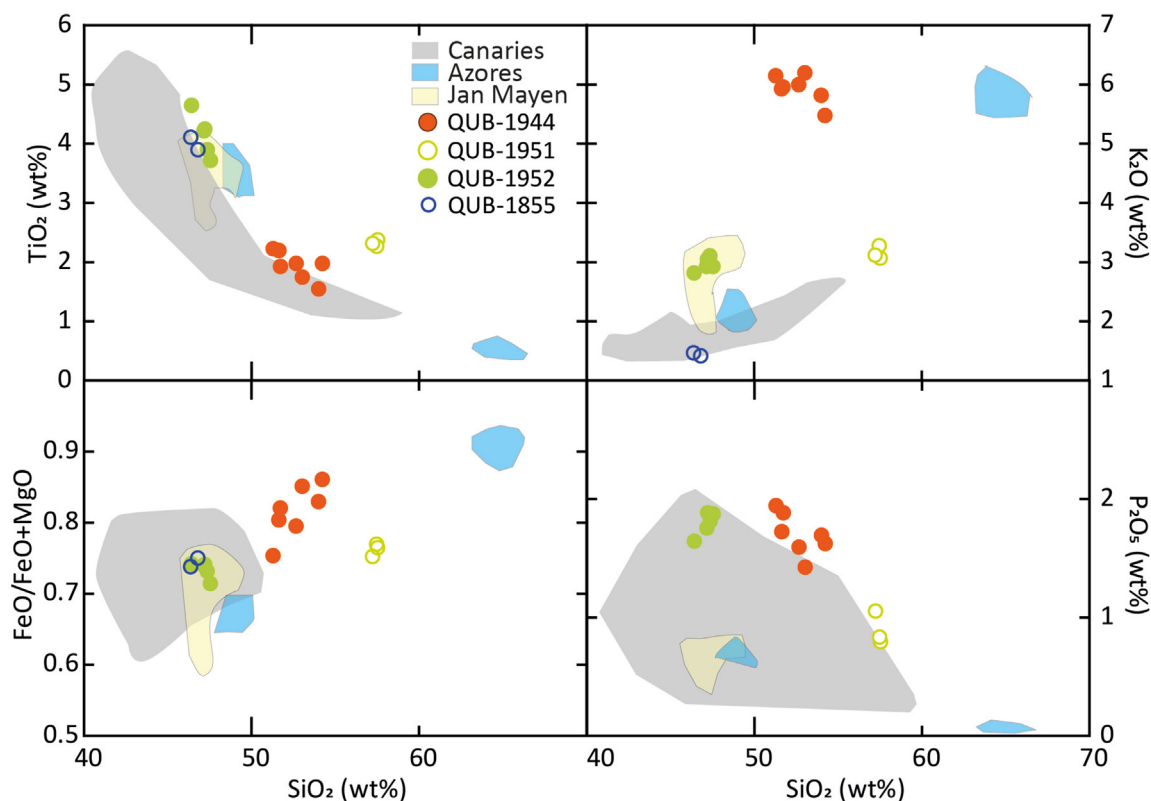 6
5
4
3
2
1
0
TiO₂ (wt%)
Canaries
Azores
Jan Mayen
QUB-1944
QUB-1951
QUB-1952
QUB-1855
7
6
5
4
3
2
1
K₂O (wt%)
0.9
0.8
0.7
0.6
0.5
FeO/FeO+MgO
2
1
0
P₂O₅ (wt%)
40
50
60
40
50
60
70
SiO₂ (wt%)
SiO₂ (wt%)